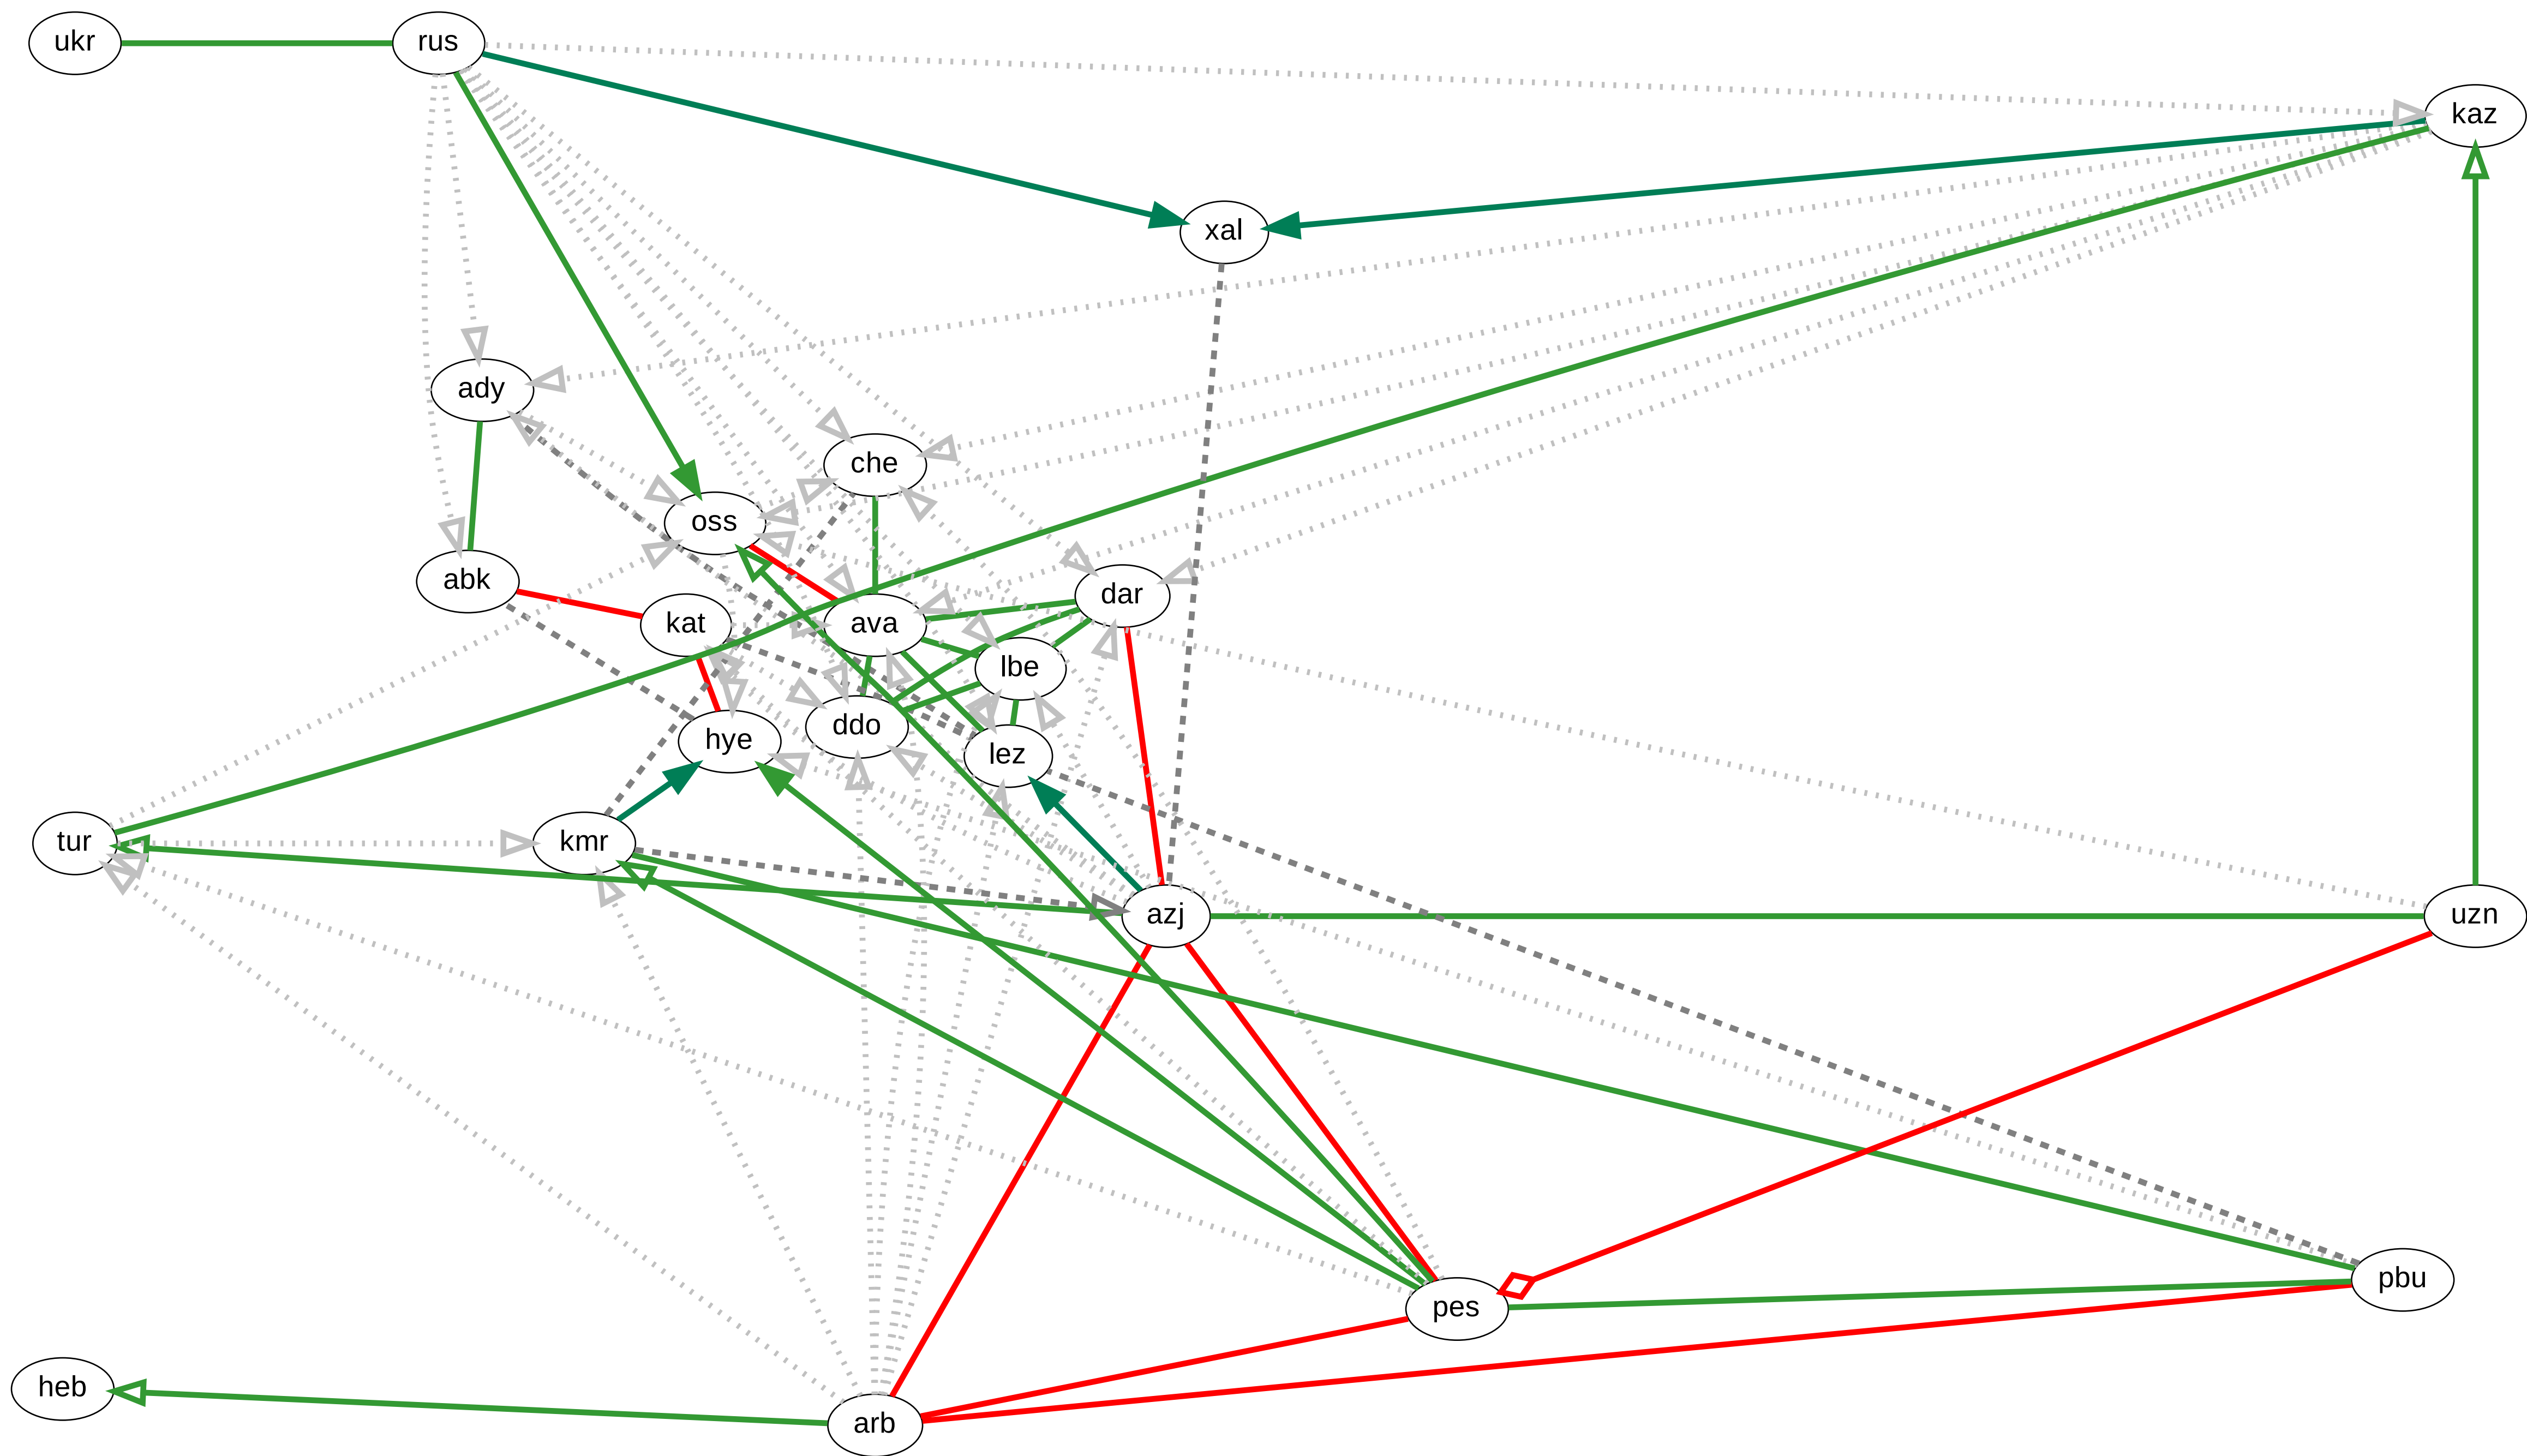 ukr
rus
kaz
xal
ady
che
oss
abk
dar
kat
ava
lbe
ddo
hye
lez
tur
kmr
azj
uzn
pbu
pes
heb
arb